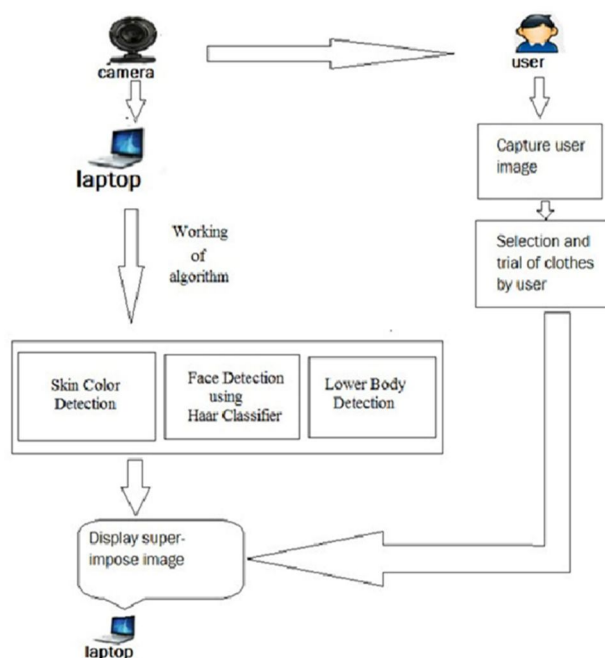 camera
user
laptop
Capture user
image
Working
of
algorithm
Selection and
trial of clothes
by user
Skin Color
Detection
Face Detection
using
Haar Classifier
Lower Body
Detection
Display super-
impose image
laptop